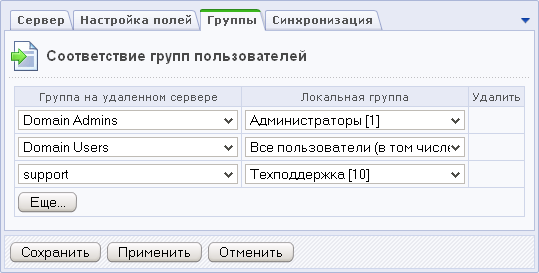 Сервер Настройка полей Группы Синхронизация
Соответствие групп пользователей
Группа на удаленном сервере Локальная группа Удалить
Domain Admins Администраторы [1]
Domain Users Все пользователи (в том числе
support Техподдержка [10]
Еще...
Сохранить Применить Отменить